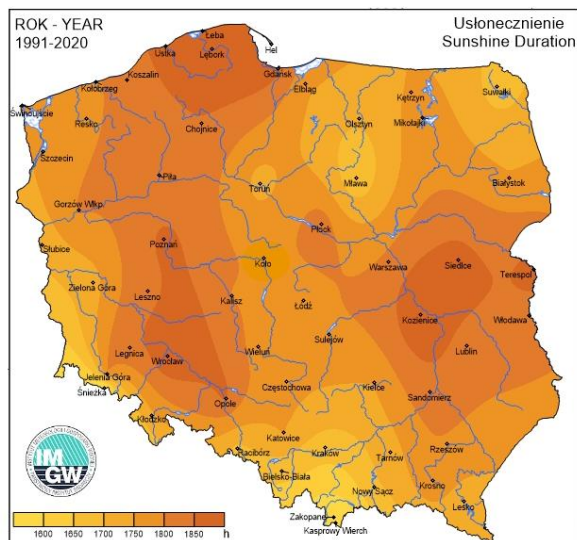 ROK - YEAR
1991-2020
Usłonecznienie
Sunshine Duration
Łeba
Hel
Ustka
Lębork
Gdańsk
Koszalin
Kołobrzeg
Elbląg
Kętrzyn
Suwałki
Świnoujście
Resko
Chojnice
Olsztyn
Mikołajki
Szczecin
Piła
Toruń
Mława
Białystok
Gorzów Wlkp.
Słubice
Poznań
Płock
Koło
Warszawa
Siedlce
Terespol
Zielona Góra
Leszno
Kalisz
Łódź
Kozienice
Włodawa
Sulejów
Legnica
Wrocław
Wieluń
Lublin
Jelenia Góra
Śnieżka
Opole
Częstochowa
Kielce
Sandomierz
Kłodzko
Katowice
Racibórz
Kraków
Tarnów
Rzeszów
Bielsko-Biała
Nowy Sącz
Krosno
Lesko
Zakopane
Kasprowy Wierch
IM
GW
1600 1650 1700 1750 1800 1850 h